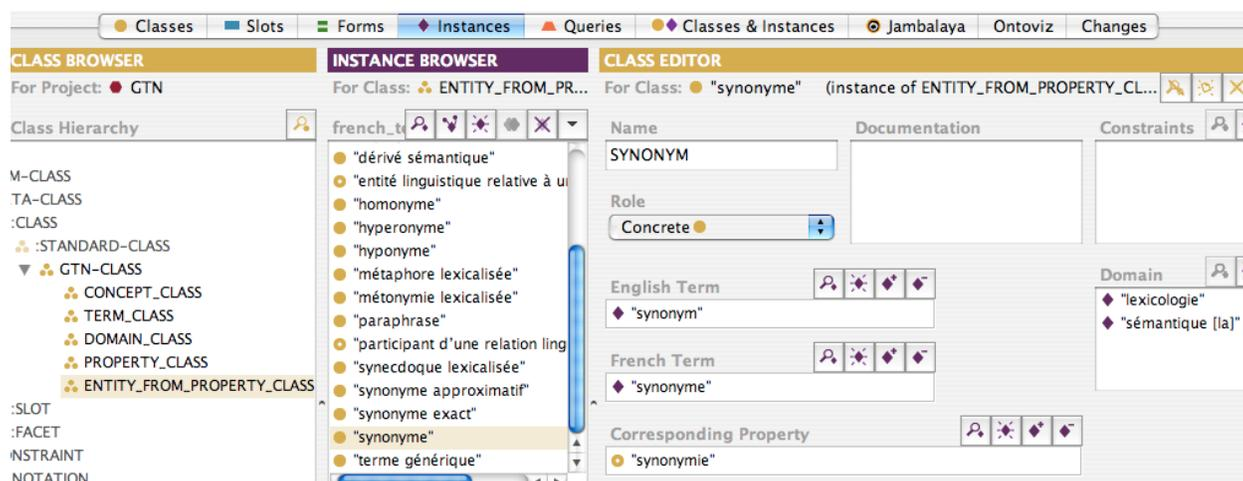 Classes Slots Forms Instances Queries Classes & Instances Jambalaya Ontoviz Changes
CLASS BROWSER
For Project: GTN
Class Hierarchy
M-CLASS
TA-CLASS
:CLASS
:STANDARD-CLASS
GTN-CLASS
CONCEPT_CLASS
TERM_CLASS
DOMAIN_CLASS
PROPERTY_CLASS
ENTITY_FROM_PROPERTY_CLASS
:SLOT
:FACET
NSTRAINT
NOTATION
INSTANCE BROWSER
For Class: ENTITY_FROM_PR...
french_te
"dérivé sémantique"
"entité linguistique relative à u
"homonyme"
"hyperonyme"
"hyponyme"
"métaphore lexicalisée"
"métonymie lexicalisée"
"paraphrase"
"participant d'une relation ling
"synecdoque lexicalisée"
"synonyme approximatif"
"synonyme exact"
"synonyme"
"terme générique"
CLASS EDITOR
For Class: "synonyme" (instance of ENTITY_FROM_PROPERTY_CL...
Name
SYNONYM
Documentation
Constraints
Role
Concrete
English Term
"synonym"
French Term
"synonyme"
Corresponding Property
"synonymie"
Domain
"lexicologie"
"sémantique [la]"